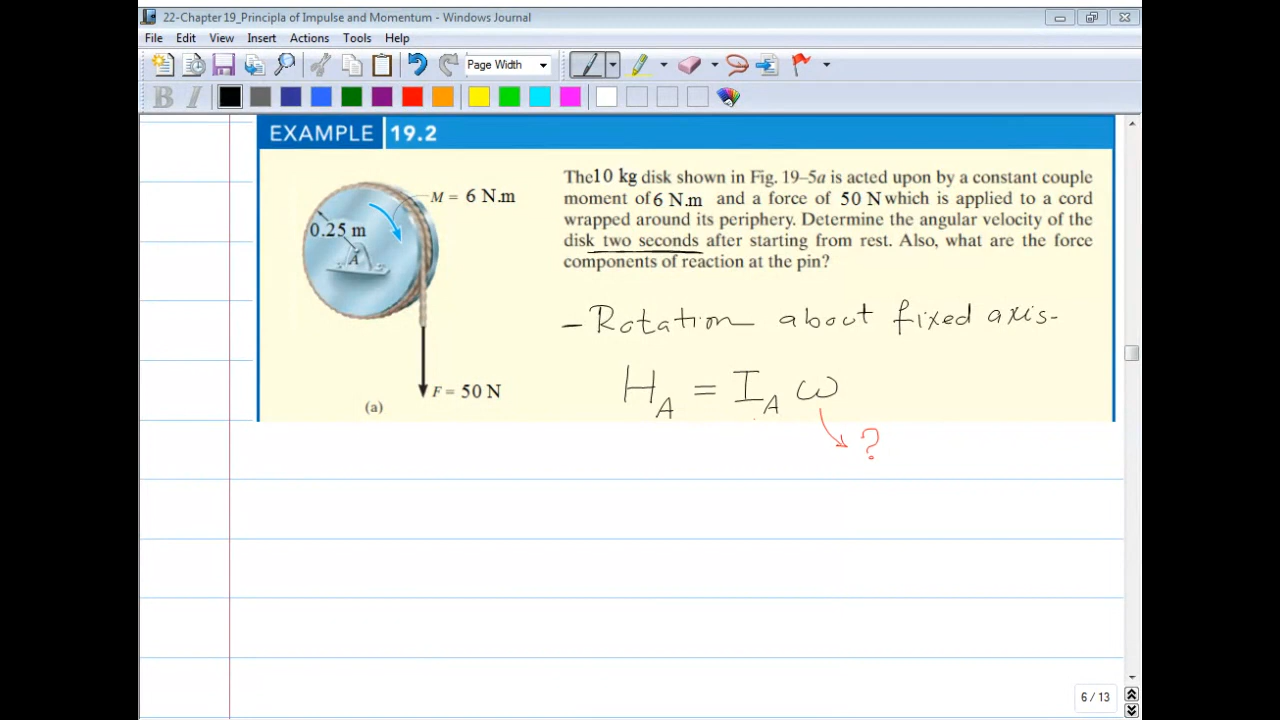 22-Chapter 19_Principla of Impulse and Momentum - Windows Journal
File Edit View Insert Actions Tools Help
Page Width
B I
EXAMPLE 19.2
The 10 kg disk shown in Fig. 19–5a is acted upon by a constant couple
moment of 6 N.m and a force of 50 N which is applied to a cord
wrapped around its periphery. Determine the angular velocity of the
disk two seconds after starting from rest. Also, what are the force
components of reaction at the pin?
M = 6 N.m
0.25 m
A
F = 50 N
(a)
- Rotation about fixed axis-
H_A = I_A ω
?
6 / 13